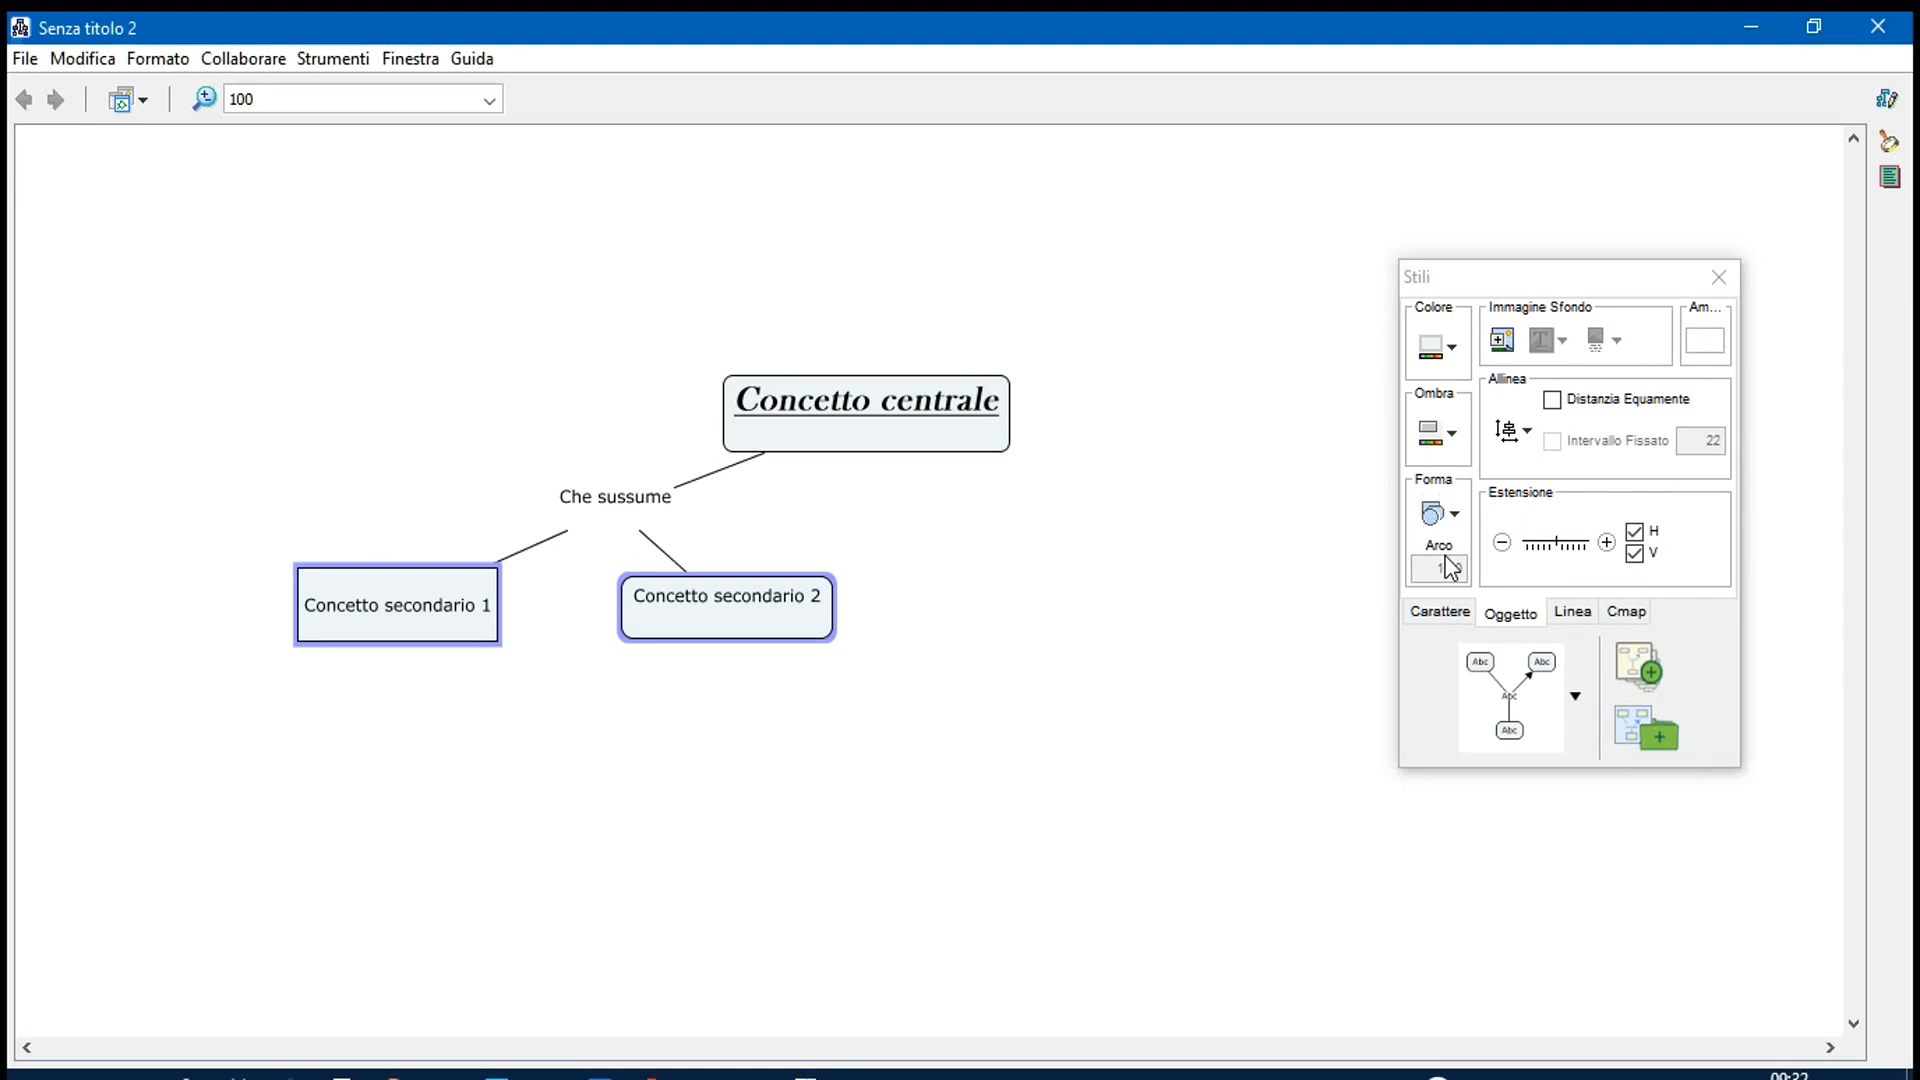 Senza titolo 2
File Modifica Formato Collaborare Strumenti Finestra Guida
100
Concetto centrale
Che sussume
Concetto secondario 1
Concetto secondario 2
Stili
Colore
Immagine Sfondo
Am...
Ombra
Allinea
Distanzia Equamente
Intervallo Fissato 22
Forma
Arco
Estensione
H
V
Carattere Oggetto Linea Cmap
Abc Abc
Abc
Abc